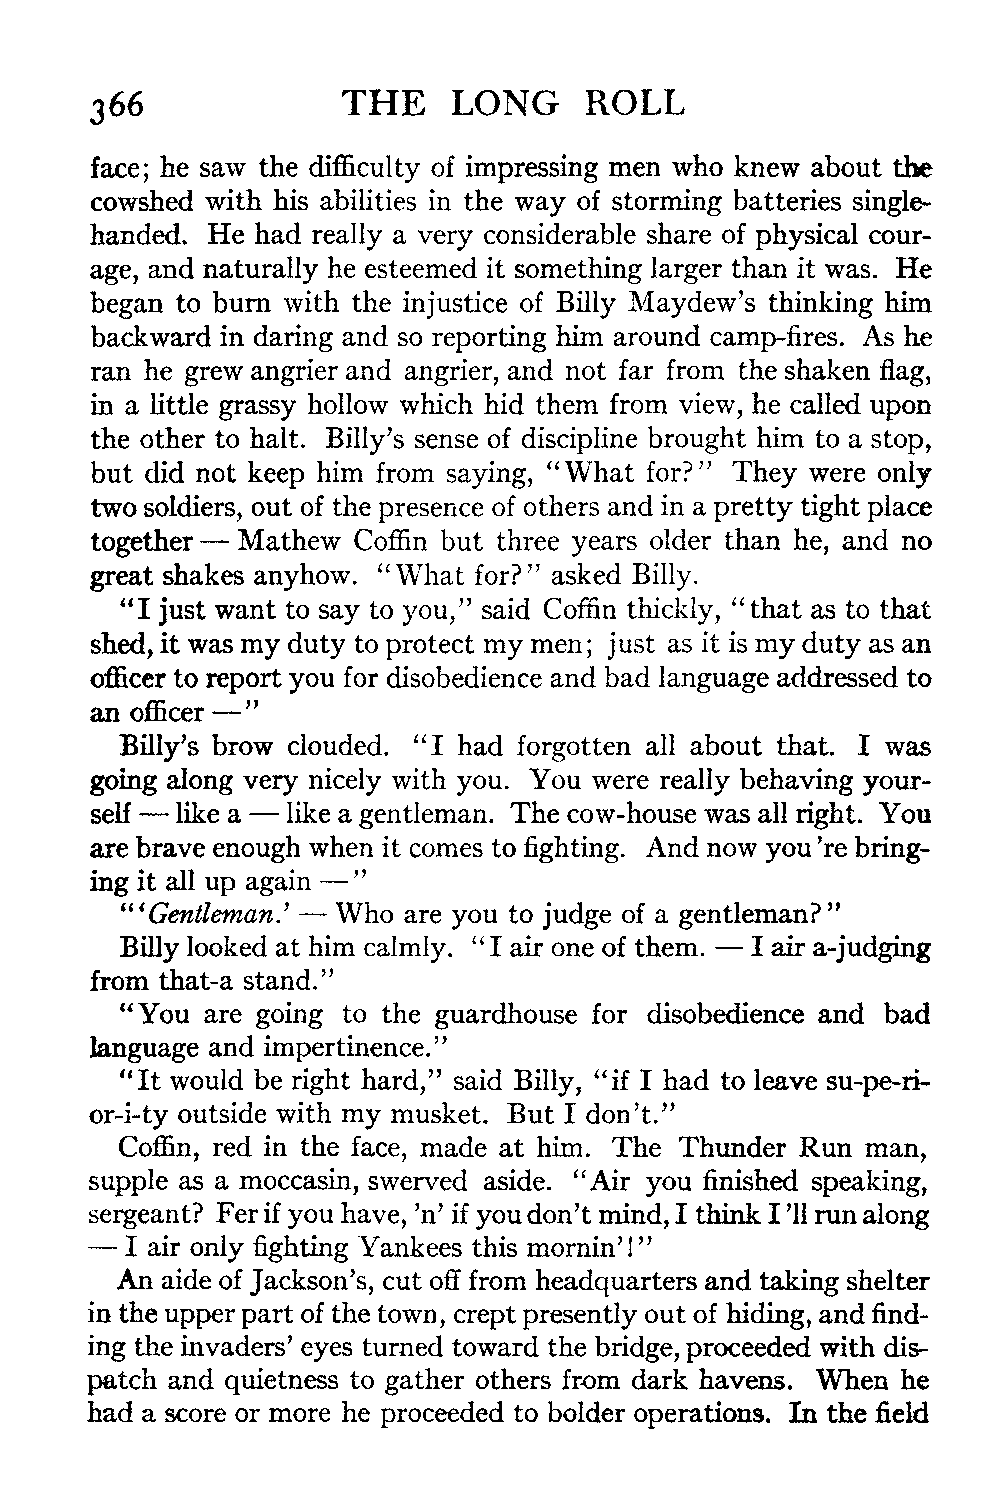 366 THE LONG ROLL
face; he saw the difficulty of impressing men who knew about the
cowshed with his abilities in the way of storming batteries single-
handed. He had really a very considerable share of physical cour-
age, and naturally he esteemed it something larger than it was. He
began to burn with the injustice of Billy Maydew's thinking him
backward in daring and so reporting him around camp-fires. As he
ran he grew angrier and angrier, and not far from the shaken flag,
in a little grassy hollow which hid them from view, he called upon
the other to halt. Billy's sense of discipline brought him to a stop,
but did not keep him from saying, "What for?" They were only
two soldiers, out of the presence of others and in a pretty tight place
together — Mathew Coffin but three years older than he, and no
great shakes anyhow. "What for?" asked Billy.
"I just want to say to you," said Coffin thickly, "that as to that
shed, it was my duty to protect my men; just as it is my duty as an
officer to report you for disobedience and bad language addressed to
an officer —"
Billy's brow clouded. "I had forgotten all about that. I was
going along very nicely with you. You were really behaving your-
self — like a — like a gentleman. The cow-house was all right. You
are brave enough when it comes to fighting. And now you're bring-
ing it all up again —"
"'Gentleman.' — Who are you to judge of a gentleman?"
Billy looked at him calmly. "I air one of them. — I air a-judging
from that-a stand."
"You are going to the guardhouse for disobedience and bad
language and impertinence."
"It would be right hard," said Billy, "if I had to leave su-pe-ri-
or-i-ty outside with my musket. But I don't."
Coffin, red in the face, made at him. The Thunder Run man,
supple as a moccasin, swerved aside. "Air you finished speaking,
sergeant? Fer if you have, 'n' if you don't mind, I think I'll run along
— I air only fighting Yankees this mornin'!"
An aide of Jackson's, cut off from headquarters and taking shelter
in the upper part of the town, crept presently out of hiding, and find-
ing the invaders' eyes turned toward the bridge, proceeded with dis-
patch and quietness to gather others from dark havens. When he
had a score or more he proceeded to bolder operations. In the field